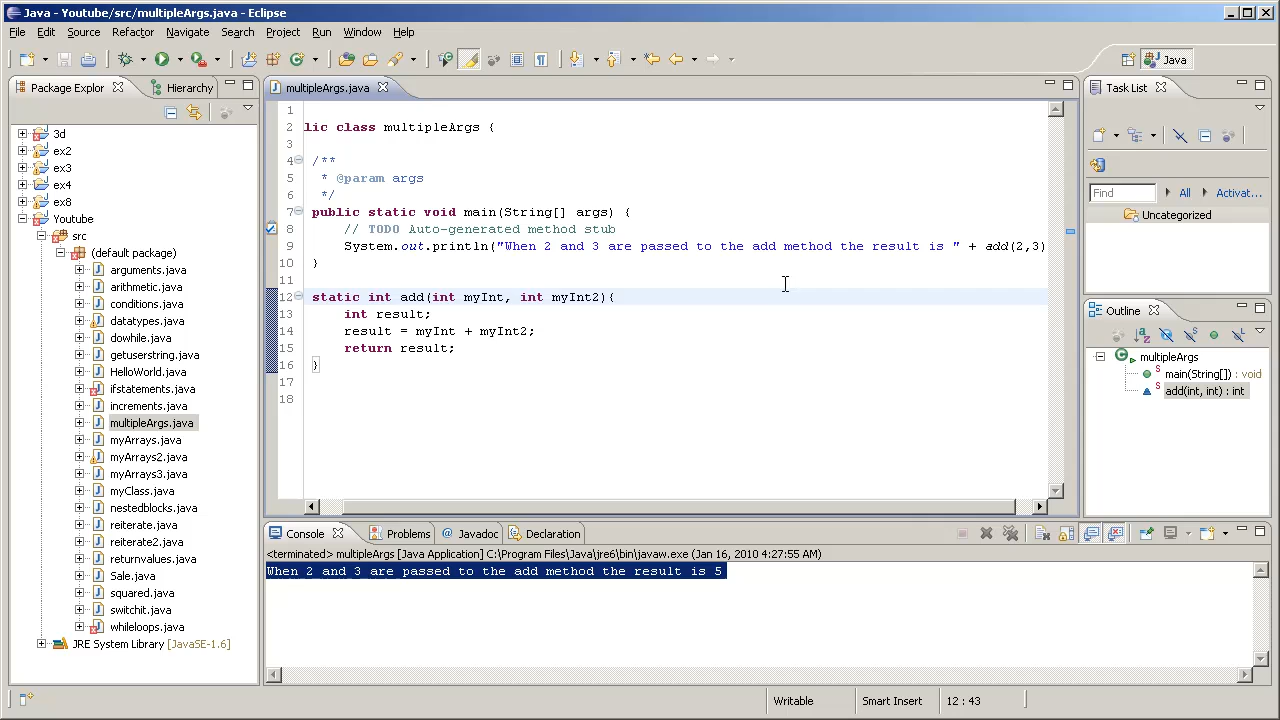 Java - Youtube/src/multipleArgs.java - Eclipse
File Edit Source Refactor Navigate Search Project Run Window Help
Java
Package Explor
Hierarchy
3d
ex2
ex3
ex4
ex8
Youtube
src
(default package)
arguments.java
arithmetic.java
conditions.java
datatypes.java
dowhile.java
getuserstring.java
HelloWorld.java
ifstatements.java
increments.java
multipleArgs.java
myArrays.java
myArrays2.java
myArrays3.java
myClass.java
nestedblocks.java
reiterate.java
reiterate2.java
returnvalues.java
Sale.java
squared.java
switchit.java
whileloops.java
JRE System Library [JavaSE-1.6]
multipleArgs.java
1
2 lic class multipleArgs {
3
4 /**
5 * @param args
6 */
7 public static void main(String[] args) {
8 // TODO Auto-generated method stub
9 System.out.println("When 2 and 3 are passed to the add method the result is " + add(2,3)
10 }
11
12 static int add(int myInt, int myInt2){
13 int result;
14 result = myInt + myInt2;
15 return result;
16 }
17
18
Task List
Find All Activat...
Uncategorized
Outline
multipleArgs
main(String[]) : void
add(int, int) : int
Console Problems @ Javadoc Declaration
<terminated> multipleArgs [Java Application] C:\Program Files\Java\jre6\bin\javaw.exe (Jan 16, 2010 4:27:55 AM)
When 2 and 3 are passed to the add method the result is 5
Writable Smart Insert 12 : 43